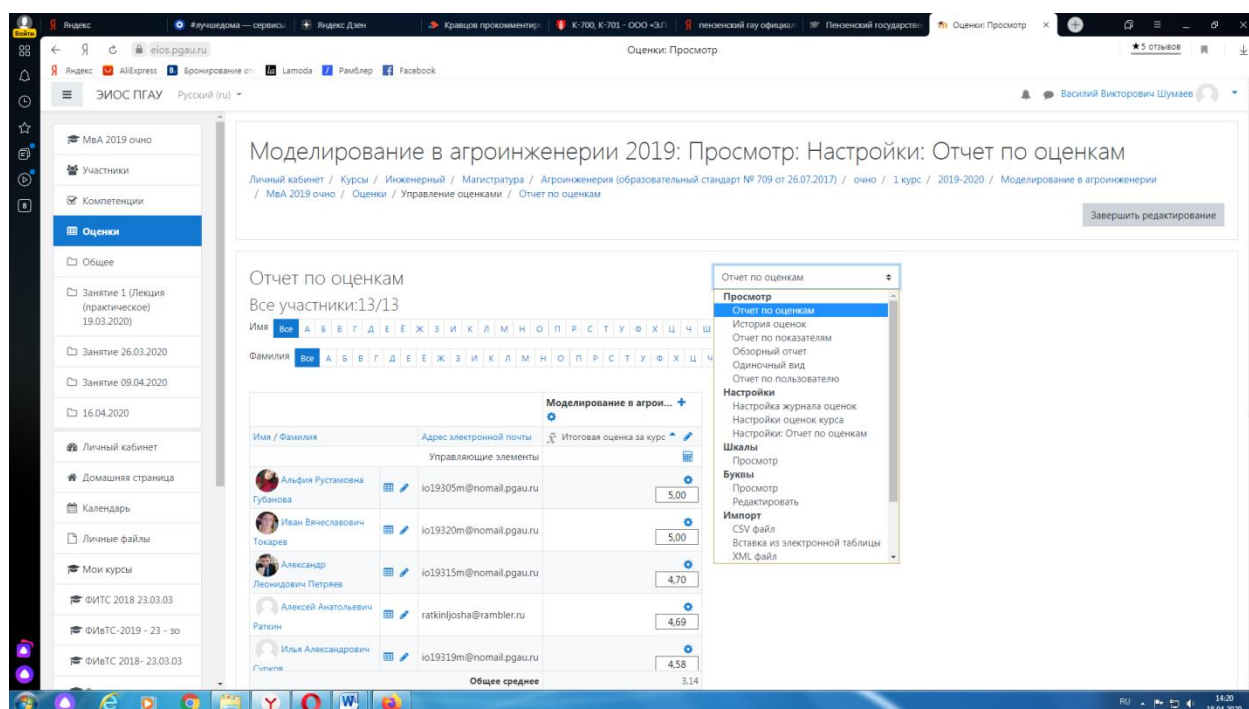 Войти
Яндекс
#лучшедома — сервисы
Яндекс Дзен
Кравцов прокомментир
К-700, К-701 - ООО «З.П.
пензенский гау официал
Пензенский государстве
Оценки: Просмотр
eios.pgau.ru
Оценки: Просмотр
★ 5 отзывов
Яндекс
AliExpress
Бронирование от
Lamoda
Рамблер
Facebook
ЭИОС ПГАУ
Русский (ru)
Василий Викторович Шумаев
МвА 2019 очно
Участники
Компетенции
Оценки
Общее
Занятие 1 (Лекция
(практическое)
19.03.2020)
Занятие 26.03.2020
Занятие 09.04.2020
16.04.2020
Личный кабинет
Домашняя страница
Календарь
Личные файлы
Мои курсы
ФИТС 2018 23.03.03
ФИвТС-2019 - 23 - зо
ФИвТС 2018- 23.03.03
Моделирование в агроинженерии 2019: Просмотр: Настройки: Отчет по оценкам
Личный кабинет / Курсы / Инженерный / Магистратура / Агроинженерия (образовательный стандарт № 709 от 26.07.2017) / очно / 1 курс / 2019-2020 / Моделирование в агроинженерии
/ МвА 2019 очно / Оценки / Управление оценками / Отчет по оценкам
Завершить редактирование
Отчет по оценкам
Все участники:13/13
Имя Все А Б В Г Д Е Ё Ж З И К Л М Н О П Р С Т У Ф Х Ц Ч Ш
Фамилия Все А Б В Г Д Е Ё Ж З И К Л М Н О П Р С Т У Ф Х Ц Ч
Отчет по оценкам
Просмотр
Отчет по оценкам
История оценок
Отчет по показателям
Обзорный отчет
Одиночный вид
Отчет по пользователю
Настройки
Настройка журнала оценок
Настройки оценок курса
Настройки: Отчет по оценкам
Шкалы
Просмотр
Буквы
Просмотр
Редактировать
Импорт
CSV файл
Вставка из электронной таблицы
XML файл
Моделирование в агрои...
Имя / Фамилия
Адрес электронной почты
Итоговая оценка за курс
Управляющие элементы
Альфия Рустамовна
Губанова
io19305m@nomail.pgau.ru
5,00
Иван Вячеславович
Токарев
io19320m@nomail.pgau.ru
5,00
Александр
Леонидович Петряев
io19315m@nomail.pgau.ru
4,70
Алексей Анатольевич
Раткин
ratkinljosha@rambler.ru
4,69
Илья Александрович
Сурков
io19319m@nomail.pgau.ru
4,58
Общее среднее
3,14
RU
14:20
18.04.2020